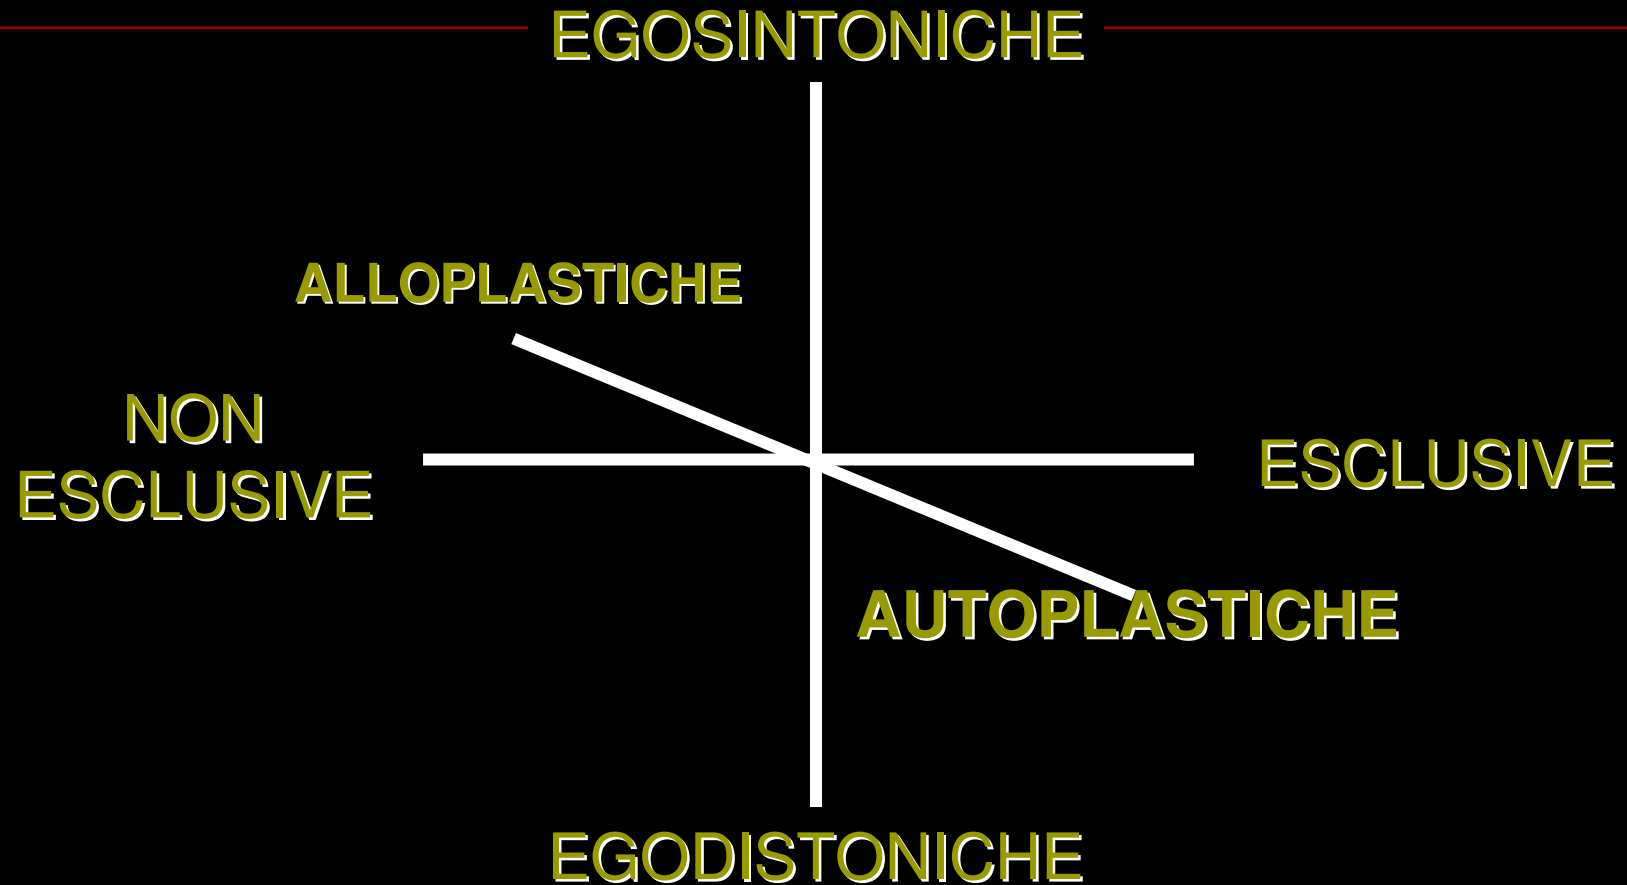 EGOSINTONICHE
ALLOPLASTICHE
NON
ESCLUSIVE
ESCLUSIVE
AUTOPLASTICHE
EGODISTONICHE